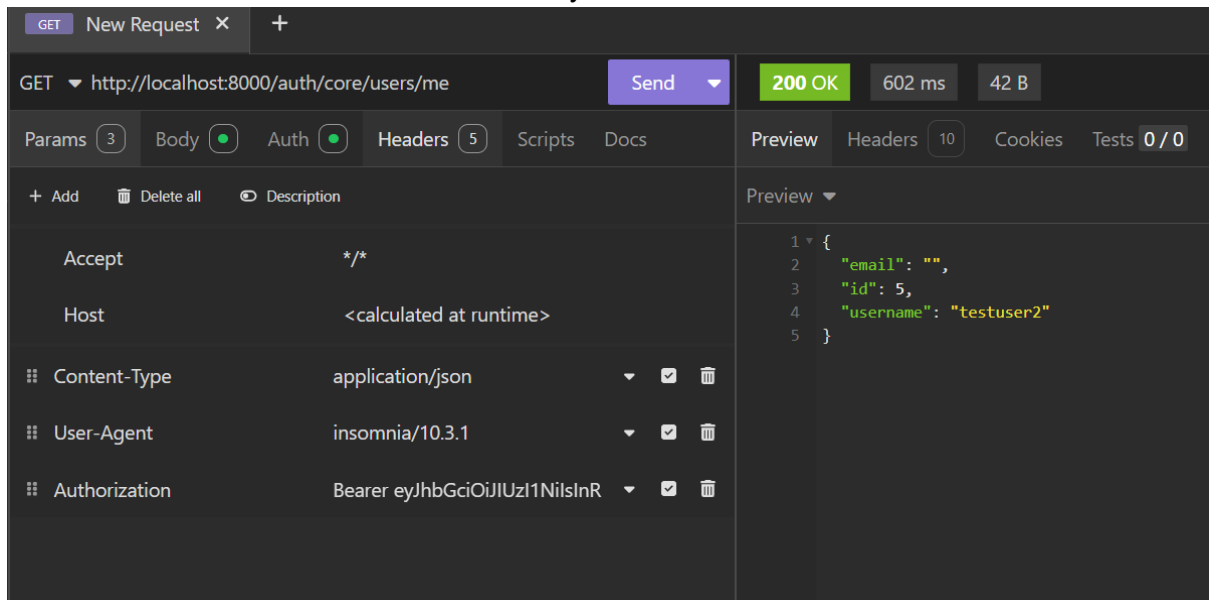 GET New Request × +
GET http://localhost:8000/auth/core/users/me Send
200 OK 602 ms 42 B
Params 3 Body Auth Headers 5 Scripts Docs
Preview Headers 10 Cookies Tests 0 / 0
+ Add Delete all Description
Preview
Accept */*
Host <calculated at runtime>
Content-Type application/json
User-Agent insomnia/10.3.1
Authorization Bearer eyJhbGciOiJIUzI1NiIsInR
1 {
2 "email": "",
3 "id": 5,
4 "username": "testuser2"
5 }